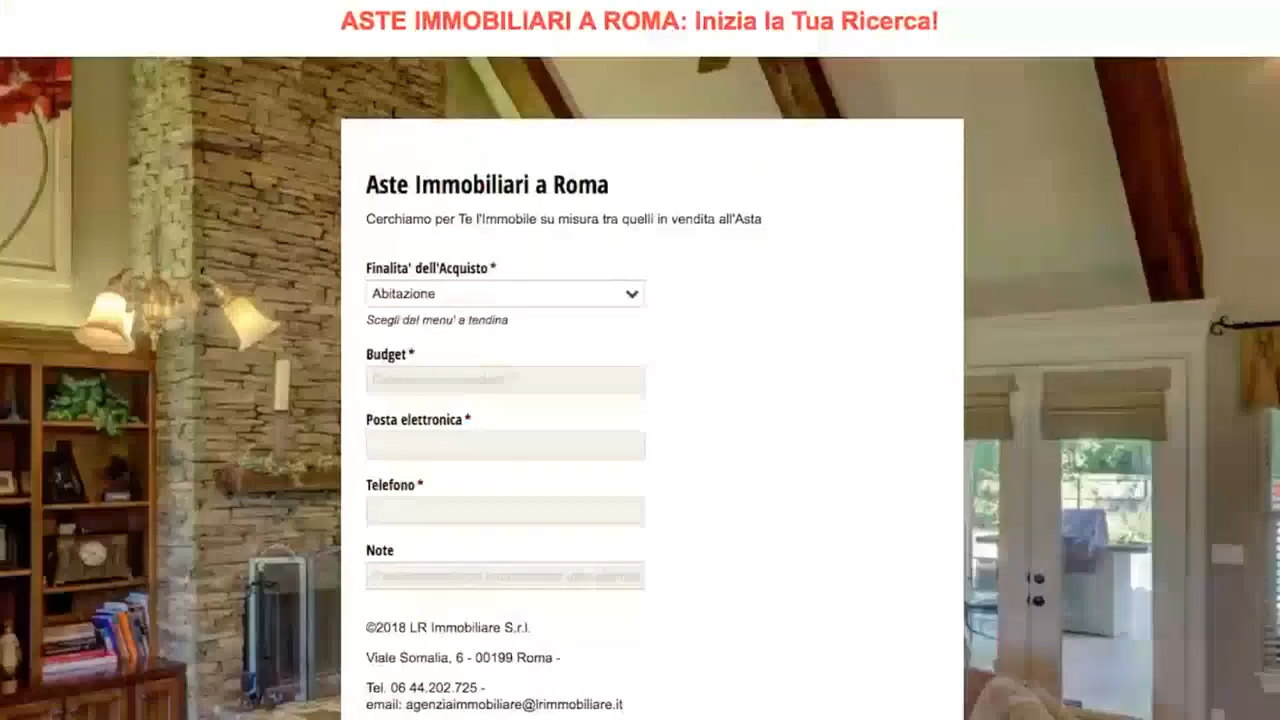 ASTE IMMOBILIARI A ROMA: Inizia la Tua Ricerca!
Aste Immobiliari a Roma
Cerchiamo per Te l'Immobile su misura tra quelli in vendita all'Asta
Finalita' dell'Acquisto *
Abitazione
Scegli dal menu' a tendina
Budget *
Posta elettronica *
Telefono *
Note
©2018 LR Immobiliare S.r.l.
Viale Somalia, 6 - 00199 Roma -
Tel. 06 44.202.725 -
email: agenziaimmobiliare@lrimmobiliare.it